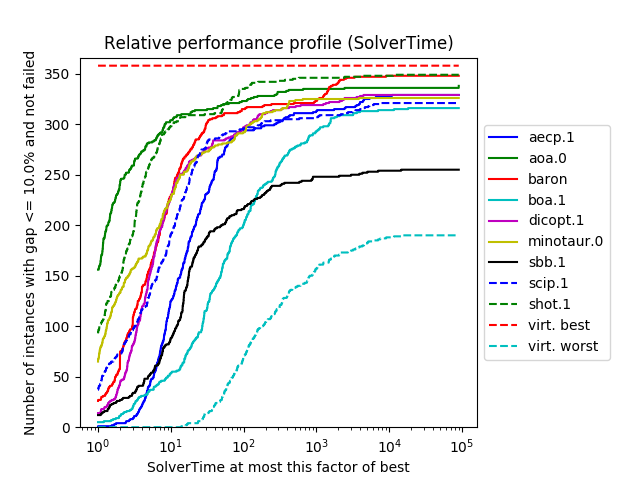 Relative performance profile (SolverTime)
Number of instances with gap <= 10.0% and not failed
350
300
250
200
150
100
50
0
10^0 10^1 10^2 10^3 10^4 10^5
SolverTime at most this factor of best
aecp.1
aoa.0
baron
boa.1
dicopt.1
minotaur.0
sbb.1
scip.1
shot.1
virt. best
virt. worst